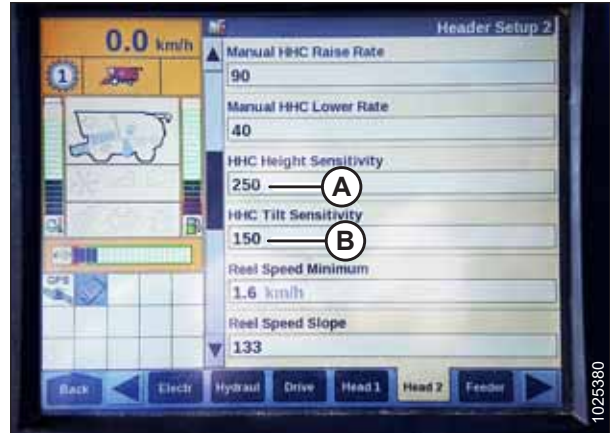 0.0 km/h
Header Setup 2
1
Manual HHC Raise Rate
90
Manual HHC Lower Rate
40
HHC Height Sensitivity
250
A
HHC Tilt Sensitivity
150
B
Reel Speed Minimum
1.6 km/h
Reel Speed Slope
133
GPS
Back
Electr
Hydraul
Drive
Head 1
Head 2
Feeder
1025380